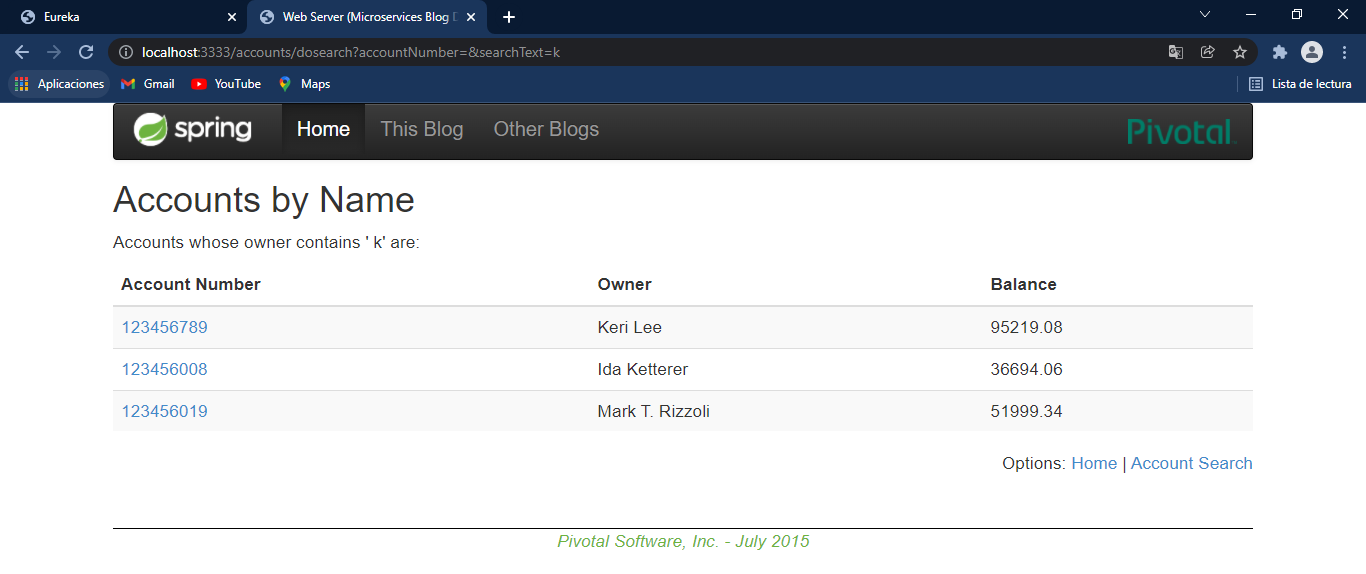 Eureka
Web Server (Microservices Blog
localhost:3333/accounts/dosearch?accountNumber=&searchText=k
Aplicaciones Gmail YouTube Maps Lista de lectura
spring Home This Blog Other Blogs Pivotal
Accounts by Name
Accounts whose owner contains ' k' are:
Account Number Owner Balance
123456789 Keri Lee 95219.08
123456008 Ida Ketterer 36694.06
123456019 Mark T. Rizzoli 51999.34
Options: Home | Account Search
Pivotal Software, Inc. - July 2015